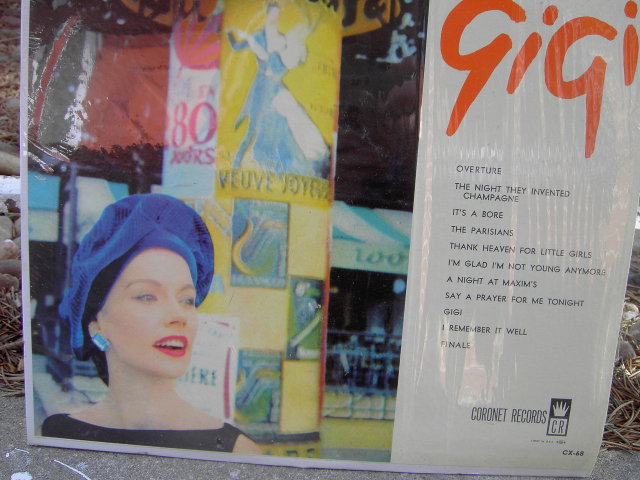 GiGi
80
JOURS
VEUVE JOYEUSE
OVERTURE
THE NIGHT THEY INVENTED
CHAMPAGNE
IT'S A BORE
THE PARISIANS
THANK HEAVEN FOR LITTLE GIRLS
I'M GLAD I'M NOT YOUNG ANYMORE
A NIGHT AT MAXIM'S
SAY A PRAYER FOR ME TONIGHT
GIGI
I REMEMBER IT WELL
FINALE
CORONET RECORDS
CR
CX-68